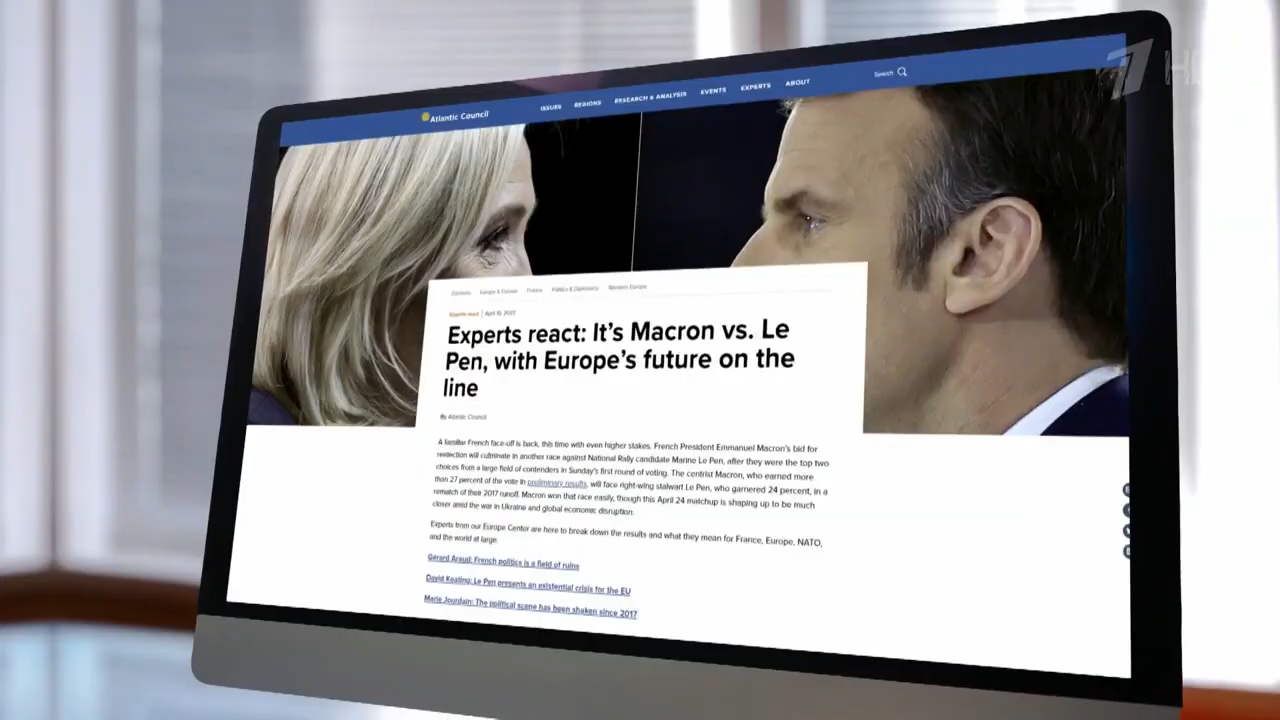 Atlantic Council
ISSUES REGIONS RESEARCH & ANALYSIS EVENTS EXPERTS ABOUT
Search
1 HD
Economy Europe & Eurasia France Politics & Diplomacy Western Europe
Experts react | April 10, 2022
Experts react: It's Macron vs. Le
Pen, with Europe's future on the
line
By Atlantic Council
A familiar French face-off is back, this time with even higher stakes. French President Emmanuel Macron's bid for
reelection will culminate in another race against National Rally candidate Marine Le Pen, after they were the top two
choices from a large field of contenders in Sunday's first round of voting. The centrist Macron, who earned more
than 27 percent of the vote in preliminary results, will face right-wing stalwart Le Pen, who garnered 24 percent, in a
rematch of their 2017 runoff. Macron won that race easily, though this April 24 matchup is shaping up to be much
closer amid the war in Ukraine and global economic disruption.
Experts from our Europe Center are here to break down the results and what they mean for France, Europe, NATO,
and the world at large.
Gérard Araud: French politics is a field of ruins
David Keating: Le Pen presents an existential crisis for the EU
Marie Jourdain: The political scene has been shaken since 2017